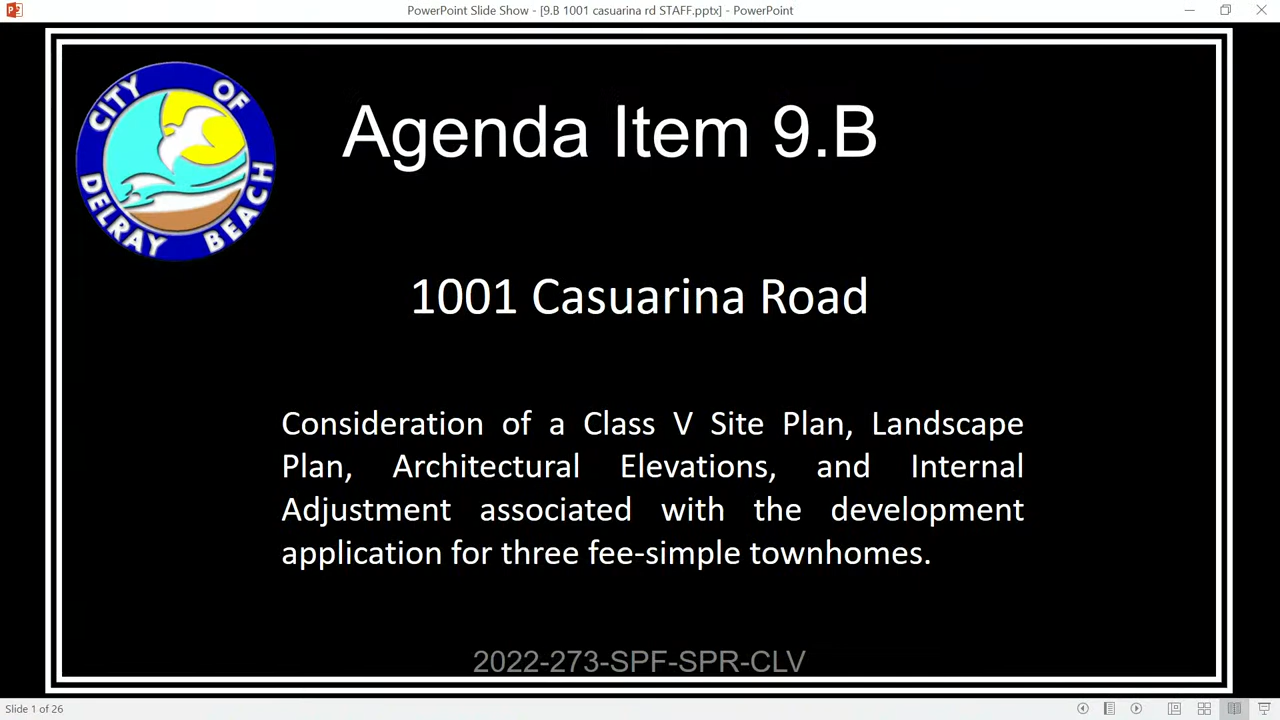 PowerPoint Slide Show - [9.B 1001 casuarina rd STAFF.pptx] - PowerPoint
CITY OF
DELRAY BEACH
Agenda Item 9.B
1001 Casuarina Road
Consideration of a Class V Site Plan, Landscape
Plan, Architectural Elevations, and Internal
Adjustment associated with the development
application for three fee-simple townhomes.
2022-273-SPF-SPR-CLV
Slide 1 of 26